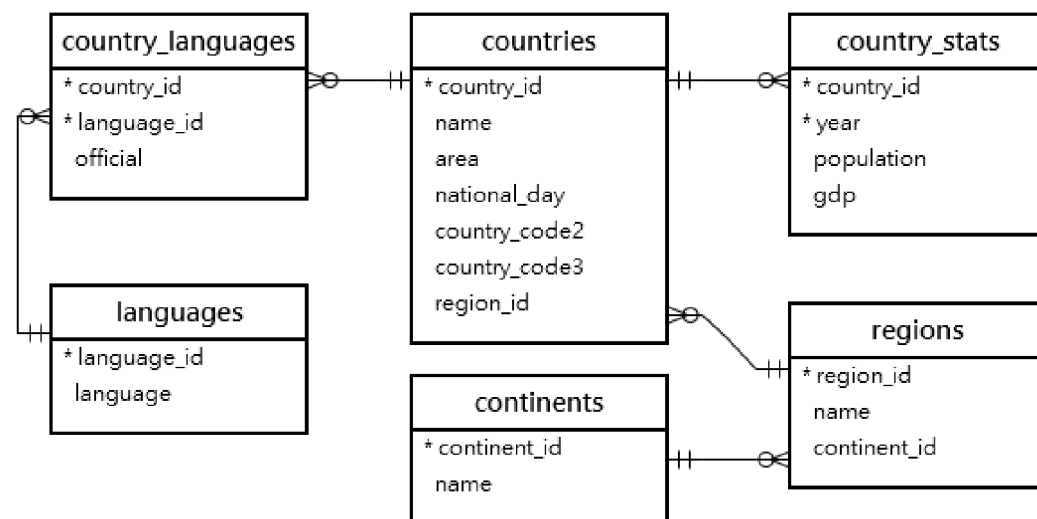 country_languages
* country_id
* language_id
official
countries
* country_id
name
area
national_day
country_code2
country_code3
region_id
country_stats
* country_id
* year
population
gdp
languages
* language_id
language
continents
* continent_id
name
regions
* region_id
name
continent_id